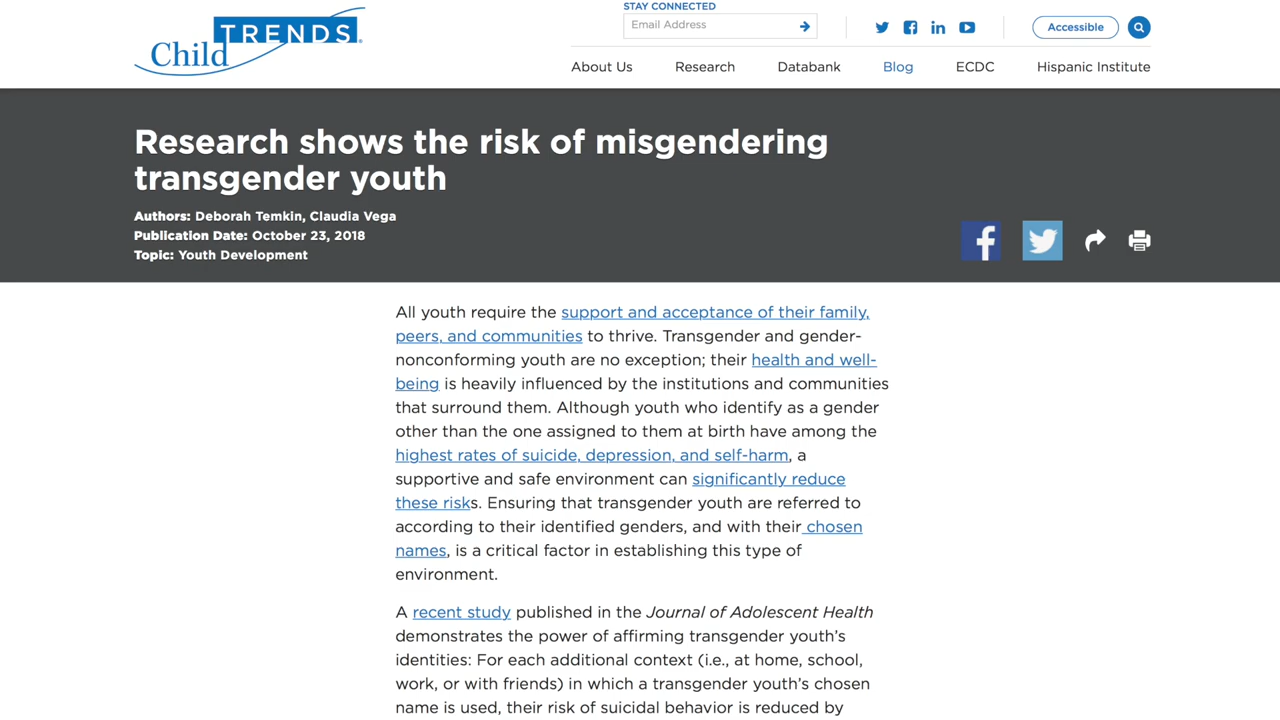 STAY CONNECTED
Email Address
Child TRENDS®
Accessible
About Us Research Databank Blog ECDC Hispanic Institute
Research shows the risk of misgendering
transgender youth
Authors: Deborah Temkin, Claudia Vega
Publication Date: October 23, 2018
Topic: Youth Development
All youth require the support and acceptance of their family,
peers, and communities to thrive. Transgender and gender-
nonconforming youth are no exception; their health and well-
being is heavily influenced by the institutions and communities
that surround them. Although youth who identify as a gender
other than the one assigned to them at birth have among the
highest rates of suicide, depression, and self-harm, a
supportive and safe environment can significantly reduce
these risks. Ensuring that transgender youth are referred to
according to their identified genders, and with their chosen
names, is a critical factor in establishing this type of
environment.
A recent study published in the Journal of Adolescent Health
demonstrates the power of affirming transgender youth's
identities: For each additional context (i.e., at home, school,
work, or with friends) in which a transgender youth's chosen
name is used, their risk of suicidal behavior is reduced by